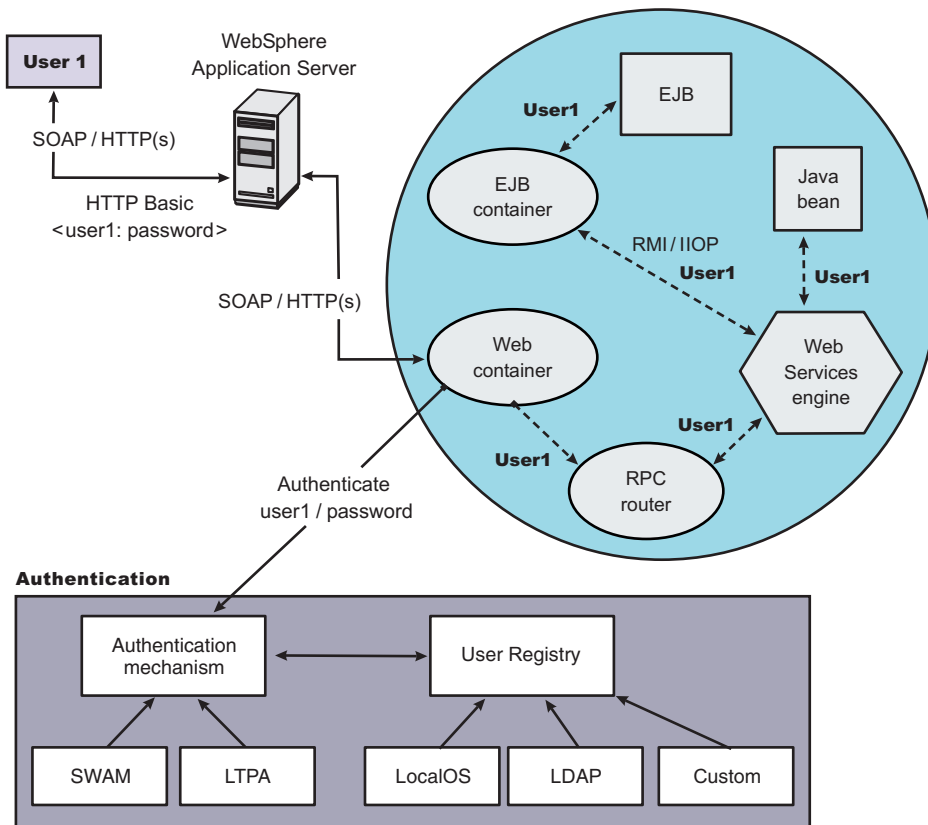 WebSphere
Application Server
User 1
SOAP / HTTP(s)
HTTP Basic
<user1: password>
SOAP / HTTP(s)
EJB
User1
EJB
container
Java
bean
RMI / IIOP
User1
User1
Web
container
Web
Services
engine
User1
User1
RPC
router
Authenticate
user1 / password
Authentication
Authentication
mechanism
User Registry
SWAM
LTPA
LocalOS
LDAP
Custom